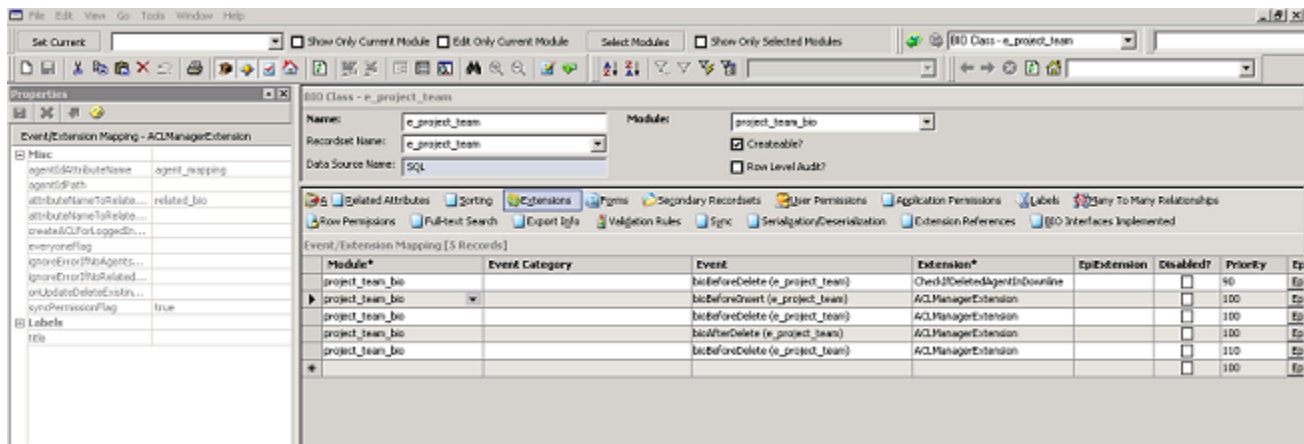 File Edit View Go Tools Window Help
Set Current Show Only Current Module Edit Only Current Module Select Modules Show Only Selected Modules BIO Class - e_project_team
Properties
Event/Extension Mapping - ACLManagerExtension
Misc
agentIdAttributeName agent_mapping
agentIdPath
attributeNameToRelate... related_bio
attributeNameToRelate...
createACLForLoggedIn...
everyoneFlag
ignoreErrorIfNoAgents...
ignoreErrorIfNoRelated...
onUpdateDeleteExistin...
syncPermissionFlag true
Labels
title
BIO Class - e_project_team
Name: e_project_team Module: project_team_bio
Recordset Name: e_project_team Createable?
Data Source Name: SQL Row Level Audit?
Related Attributes Sorting Extensions Forms Secondary Recordsets User Permissions Application Permissions Labels Many To Many Relationships
Row Permissions Full-text Search Export Info Validation Rules Sync Serialization/Deserialization Extension References BIO Interfaces Implemented
Event/Extension Mapping [5 Records]
Module* Event Category Event Extension* EpiExtension Disabled? Priority Ep
project_team_bio bioBeforeDelete (e_project_team) CheckIfDeletedAgentInDownline 90 Ep
project_team_bio bioBeforeInsert (e_project_team) ACLManagerExtension 100 Ep
project_team_bio bioBeforeDelete (e_project_team) ACLManagerExtension 100 Ep
project_team_bio bioAfterDelete (e_project_team) ACLManagerExtension 100 Ep
project_team_bio bioBeforeDelete (e_project_team) ACLManagerExtension 110 Ep
100 Ep